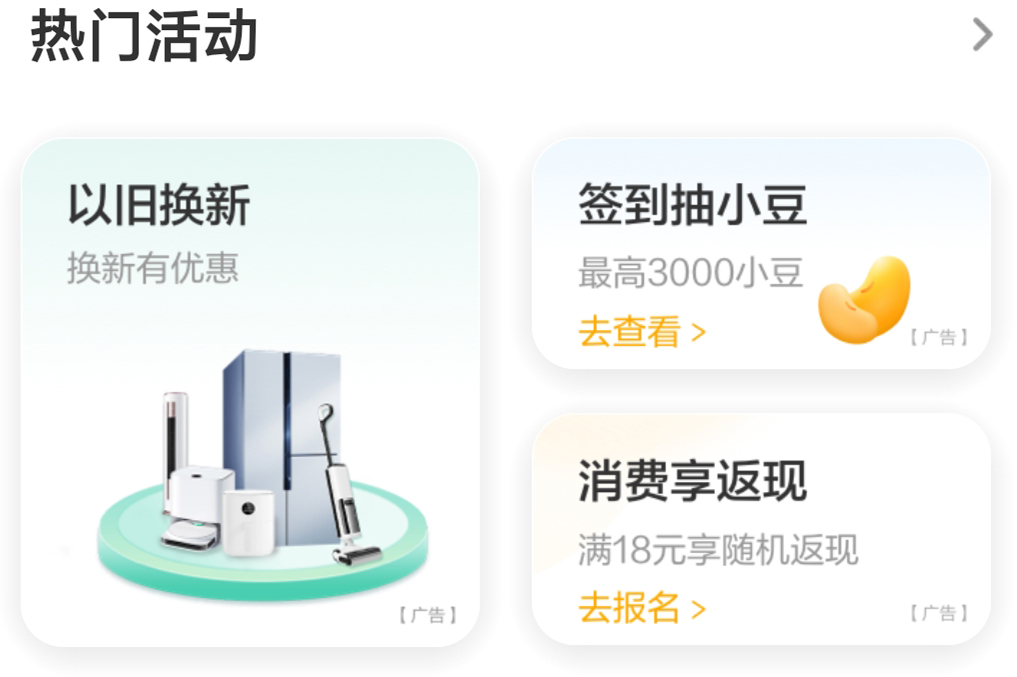 热门活动
以旧换新
换新有优惠
【广告】
签到抽小豆
最高3000小豆
去查看 >
【广告】
消费享返现
满18元享随机返现
去报名 >
【广告】